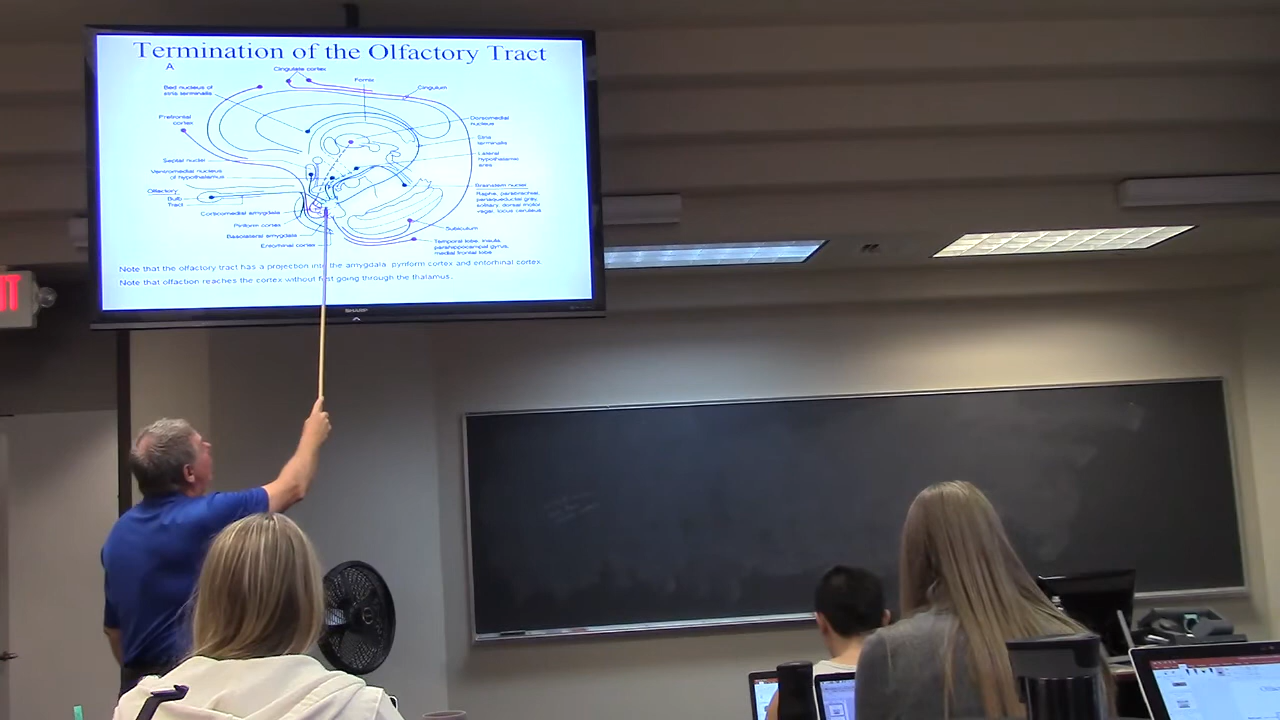 Termination of the Olfactory Tract
A
Cingulate cortex
Bed nucleus of
stria terminalis
Fornix
Cingulum
Prefrontal
cortex
Dorsomedial
nucleus
Stria
terminalis
Lateral
hypothalamic
area
Septal nuclei
Ventromedial nucleus
of hypothalamus
Olfactory
Bulb
Tract
Brainstem nuclei
Raphe, parabrachial,
periaqueductal gray,
solitary, dorsal motor
vagal, locus ceruleus
Corticomedial amygdala
Piriform cortex
Basolateral amygdala
Entorhinal cortex
Subiculum
Temporal lobe, insula,
parahippocampal gyrus,
medial frontal lobe
Note that the olfactory tract has a projection into the amygdala pyriform cortex and entorhinal cortex.
Note that olfaction reaches the cortex without first going through the thalamus.
SHARP
IT